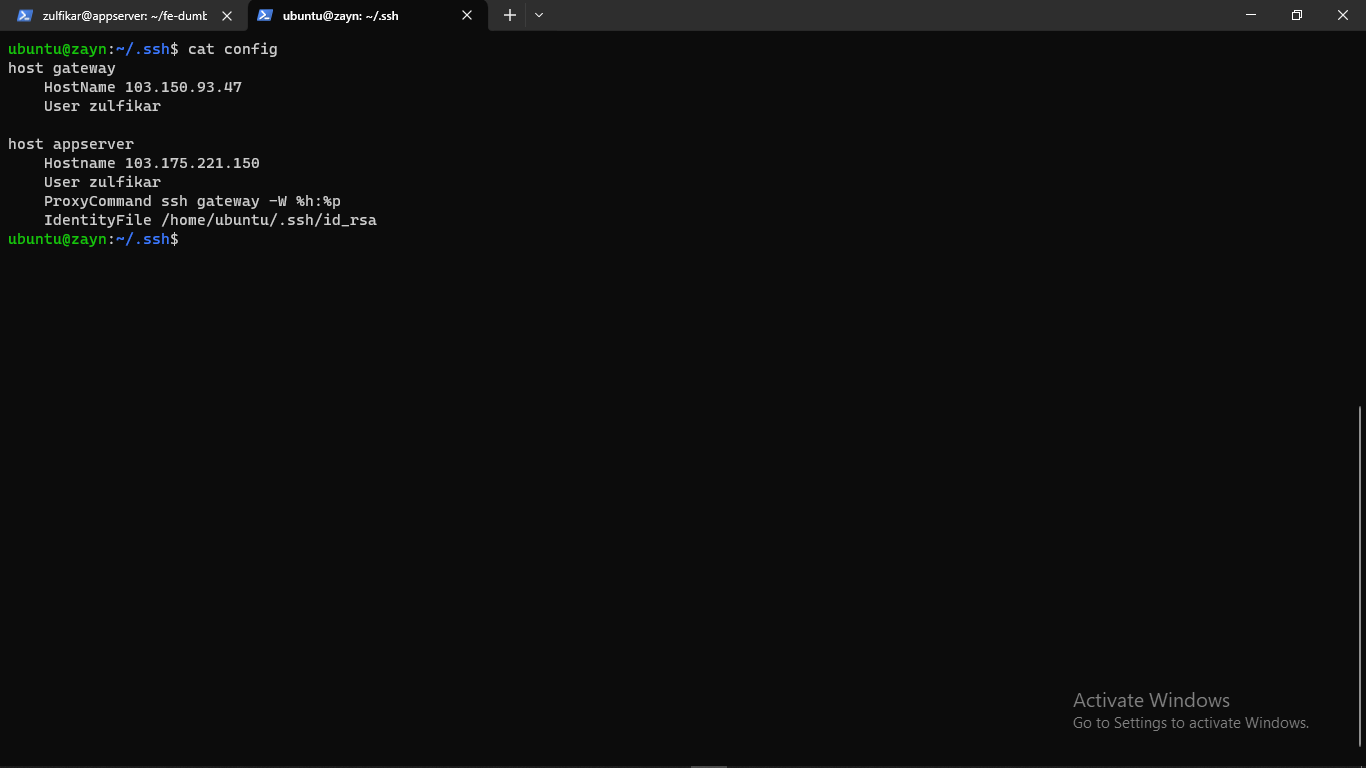 zulfikar@appserver: ~/fe-dumb
ubuntu@zayn: ~/.ssh
ubuntu@zayn:~/.ssh$ cat config
host gateway
    HostName 103.150.93.47
    User zulfikar

host appserver
    Hostname 103.175.221.150
    User zulfikar
    ProxyCommand ssh gateway -W %h:%p
    IdentityFile /home/ubuntu/.ssh/id_rsa
ubuntu@zayn:~/.ssh$
Activate Windows
Go to Settings to activate Windows.